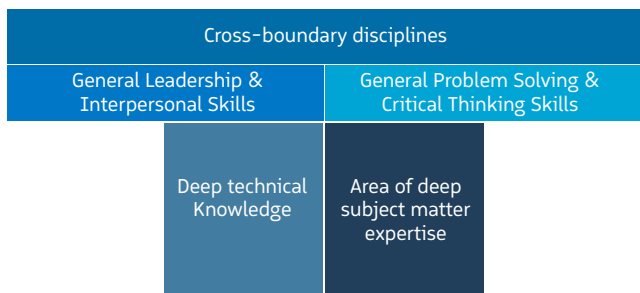 Cross-boundary disciplines
General Leadership &
Interpersonal Skills
General Problem Solving &
Critical Thinking Skills
Deep technical
Knowledge
Area of deep
subject matter
expertise